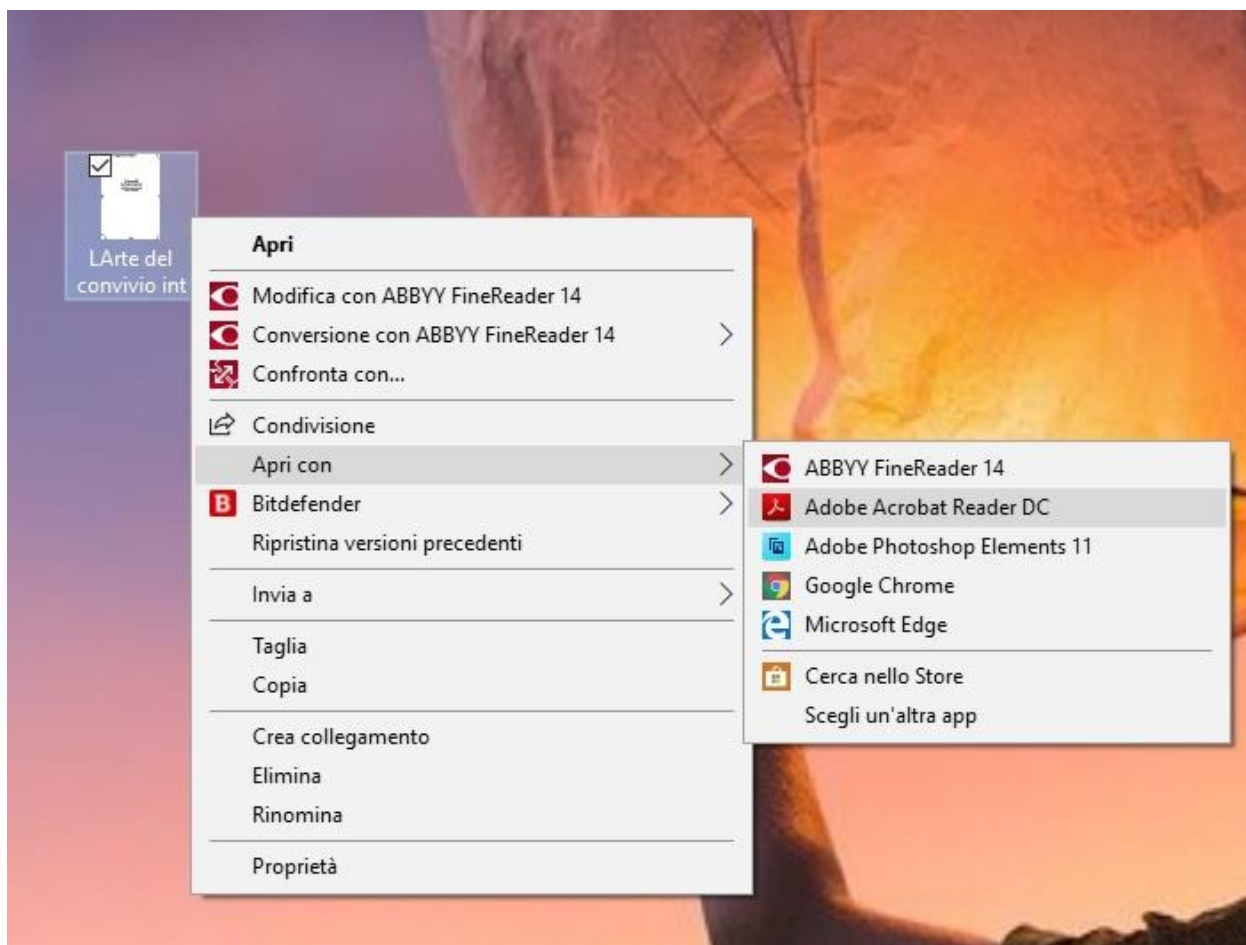 LArte del
convivio int
Apri
Modifica con ABBYY FineReader 14
Conversione con ABBYY FineReader 14
Confronta con...
Condivisione
Apri con
Bitdefender
Ripristina versioni precedenti
Invia a
Taglia
Copia
Crea collegamento
Elimina
Rinomina
Proprietà
ABBYY FineReader 14
Adobe Acrobat Reader DC
Adobe Photoshop Elements 11
Google Chrome
Microsoft Edge
Cerca nello Store
Scegli un'altra app